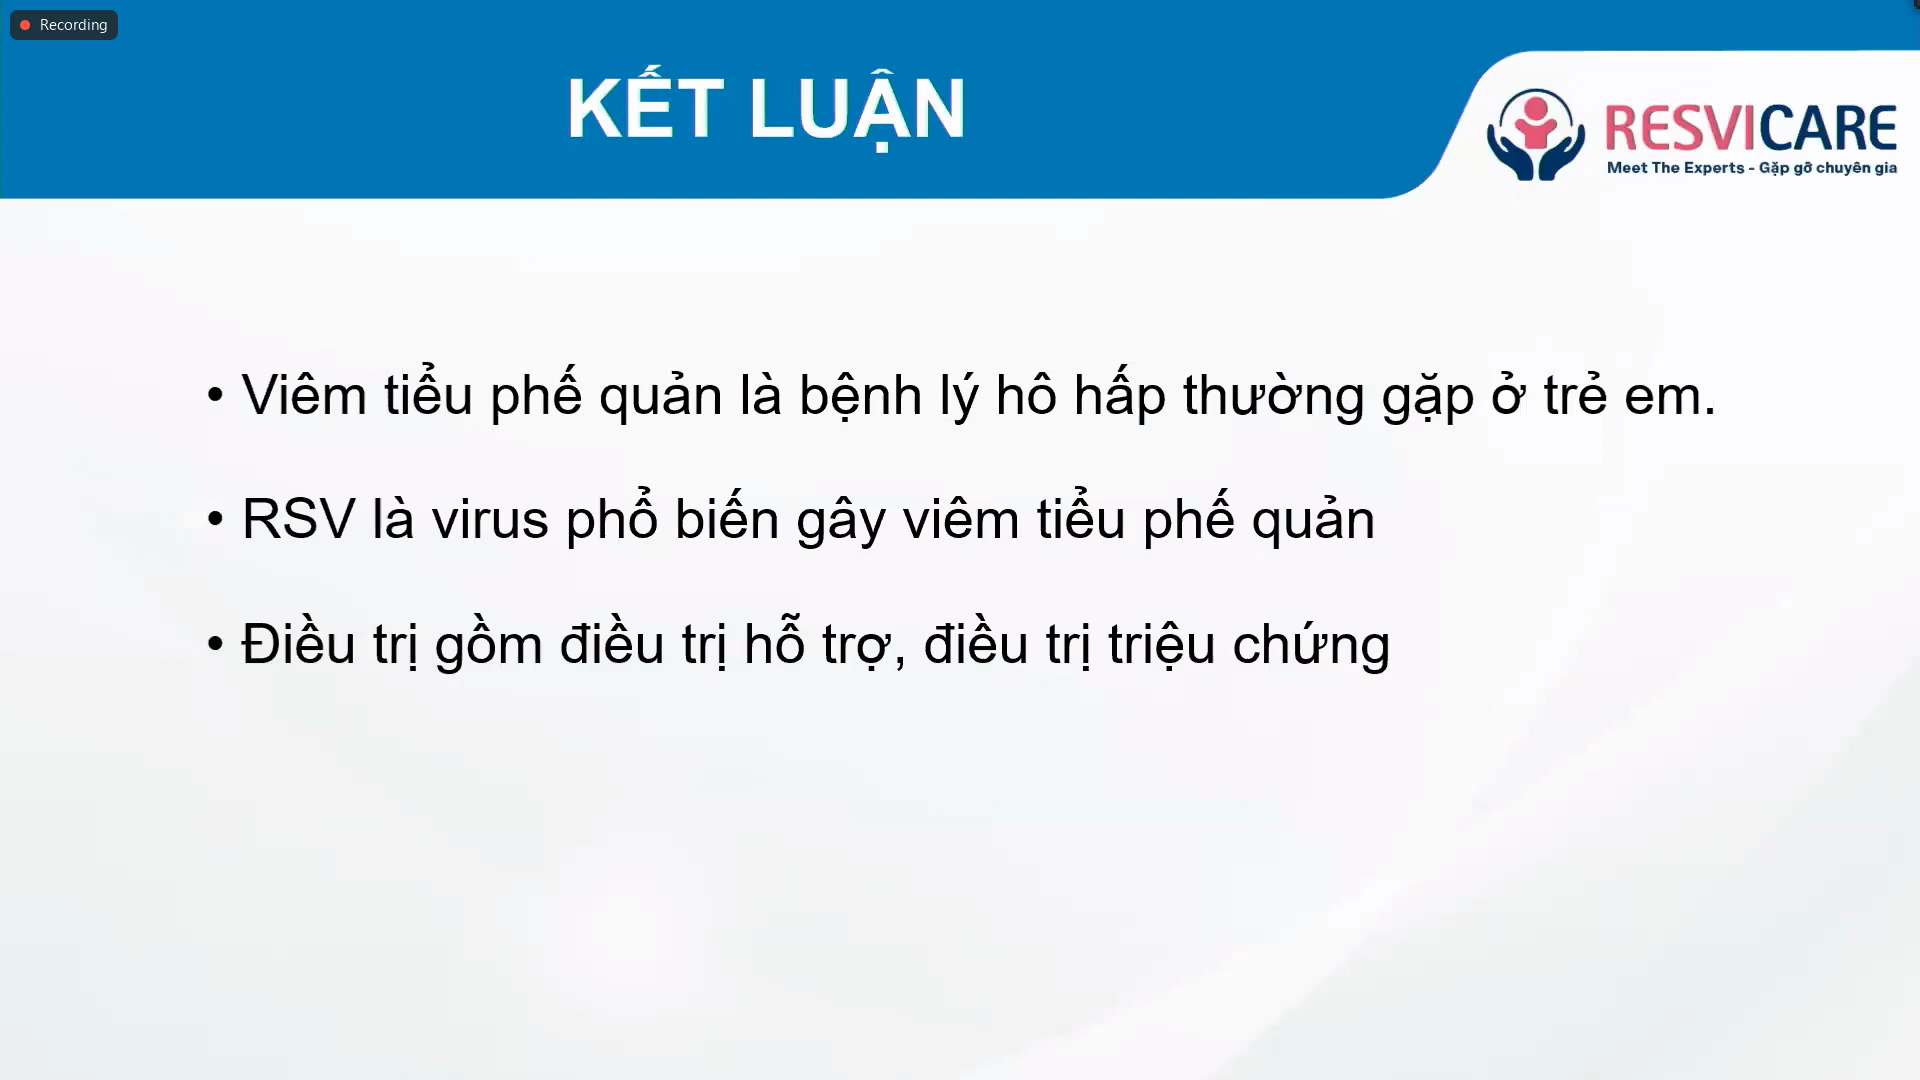 Recording
KẾT LUẬN
RESVICARE
Meet The Experts - Gặp gỡ chuyên gia
• Viêm tiểu phế quản là bệnh lý hô hấp thường gặp ở trẻ em.
• RSV là virus phổ biến gây viêm tiểu phế quản
• Điều trị gồm điều trị hỗ trợ, điều trị triệu chứng